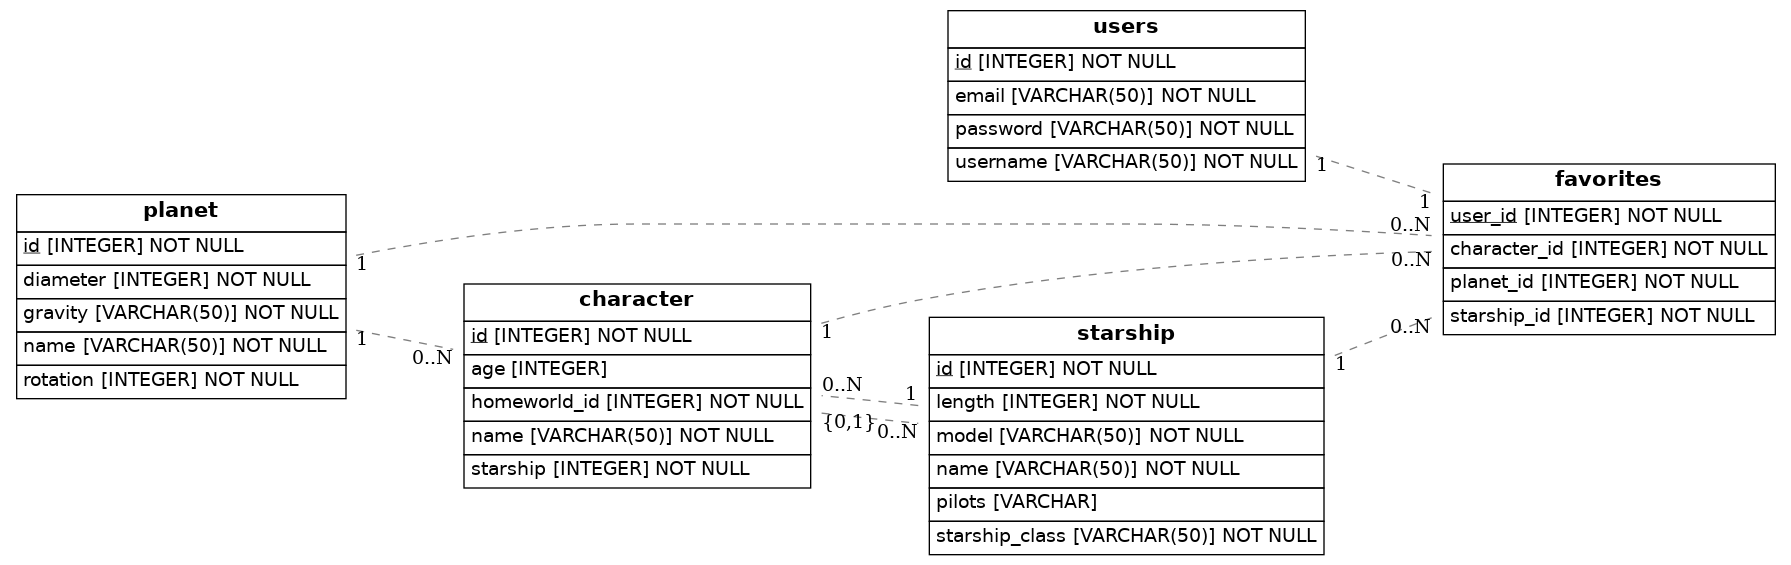 users
id [INTEGER] NOT NULL
email [VARCHAR(50)] NOT NULL
password [VARCHAR(50)] NOT NULL
username [VARCHAR(50)] NOT NULL
1
1
favorites
user_id [INTEGER] NOT NULL
character_id [INTEGER] NOT NULL
planet_id [INTEGER] NOT NULL
starship_id [INTEGER] NOT NULL
0..N
0..N
0..N
planet
id [INTEGER] NOT NULL
diameter [INTEGER] NOT NULL
gravity [VARCHAR(50)] NOT NULL
name [VARCHAR(50)] NOT NULL
rotation [INTEGER] NOT NULL
1
1
0..N
character
id [INTEGER] NOT NULL
age [INTEGER]
homeworld_id [INTEGER] NOT NULL
name [VARCHAR(50)] NOT NULL
starship [INTEGER] NOT NULL
1
0..N
1
{0,1}
0..N
starship
id [INTEGER] NOT NULL
length [INTEGER] NOT NULL
model [VARCHAR(50)] NOT NULL
name [VARCHAR(50)] NOT NULL
pilots [VARCHAR]
starship_class [VARCHAR(50)] NOT NULL
1